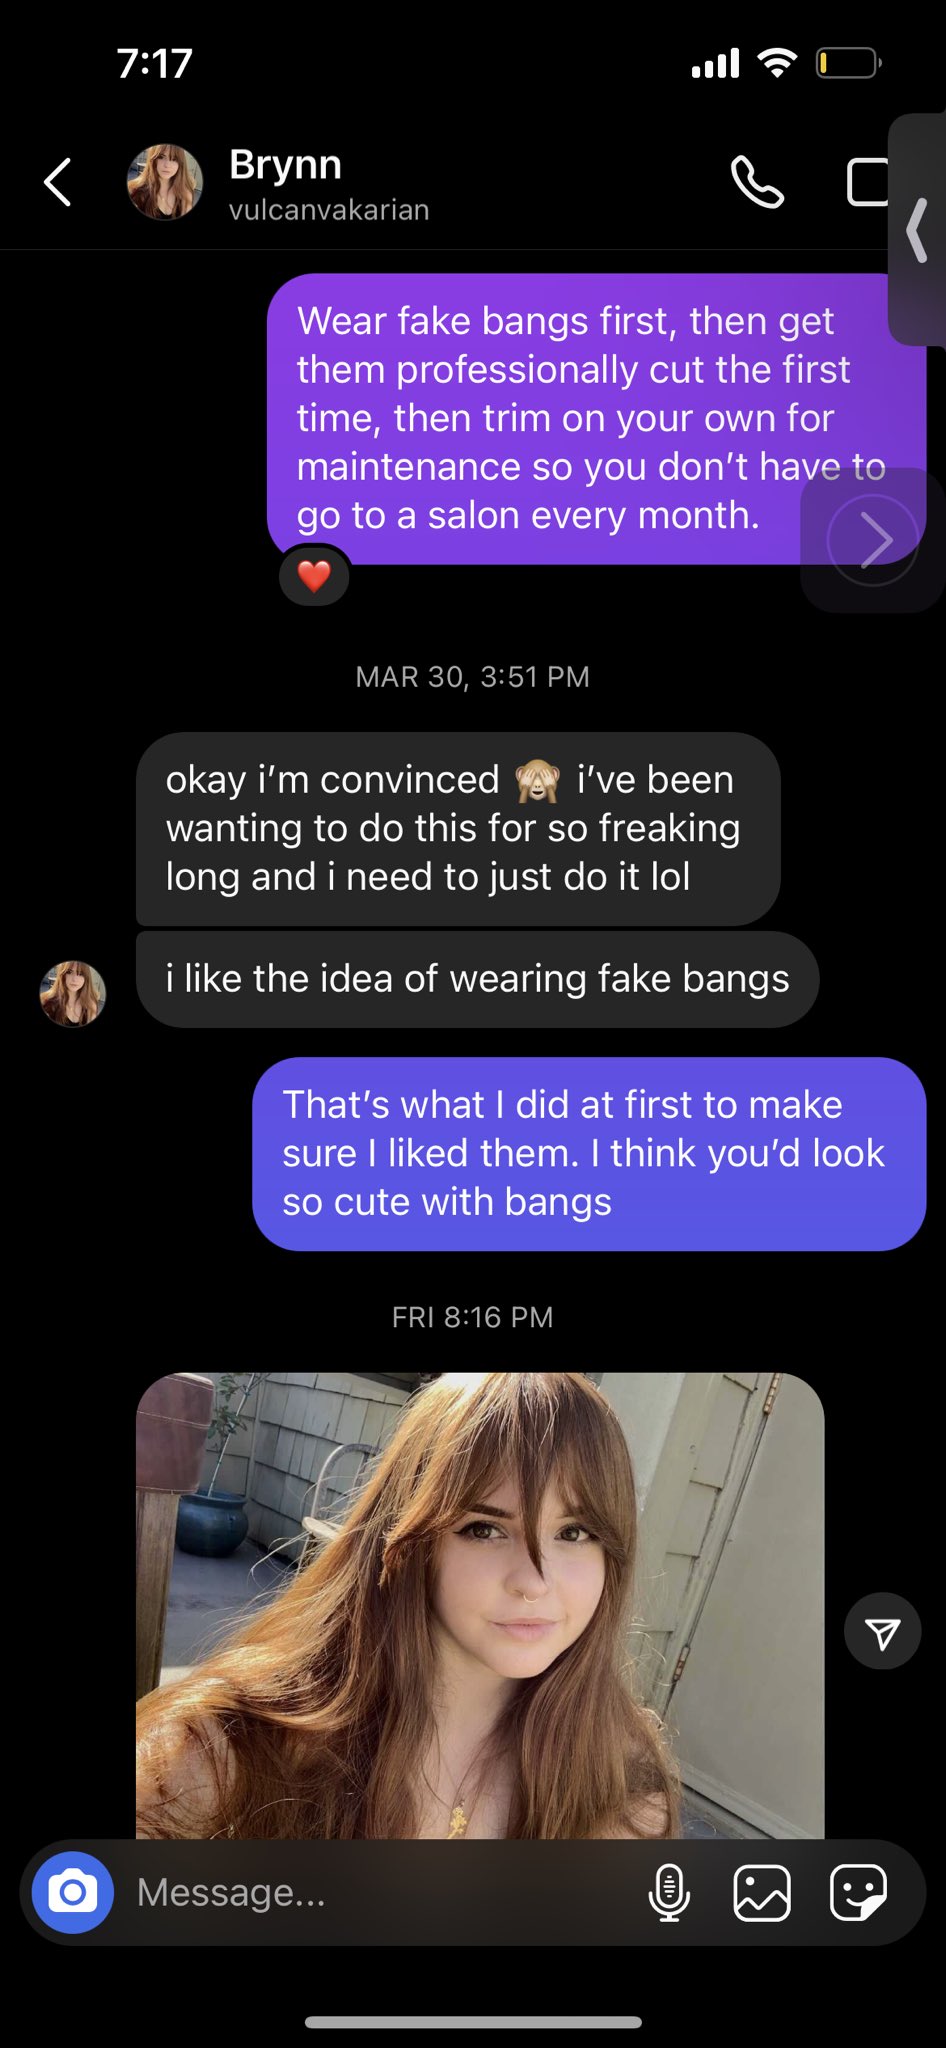 7:17
Brynn
vulcanvakarian
Wear fake bangs first, then get
them professionally cut the first
time, then trim on your own for
maintenance so you don’t have to
go to a salon every month.
❤️
MAR 30, 3:51 PM
okay i’m convinced 🙈 i’ve been
wanting to do this for so freaking
long and i need to just do it lol
i like the idea of wearing fake bangs
That’s what I did at first to make
sure I liked them. I think you’d look
so cute with bangs
FRI 8:16 PM
Message...